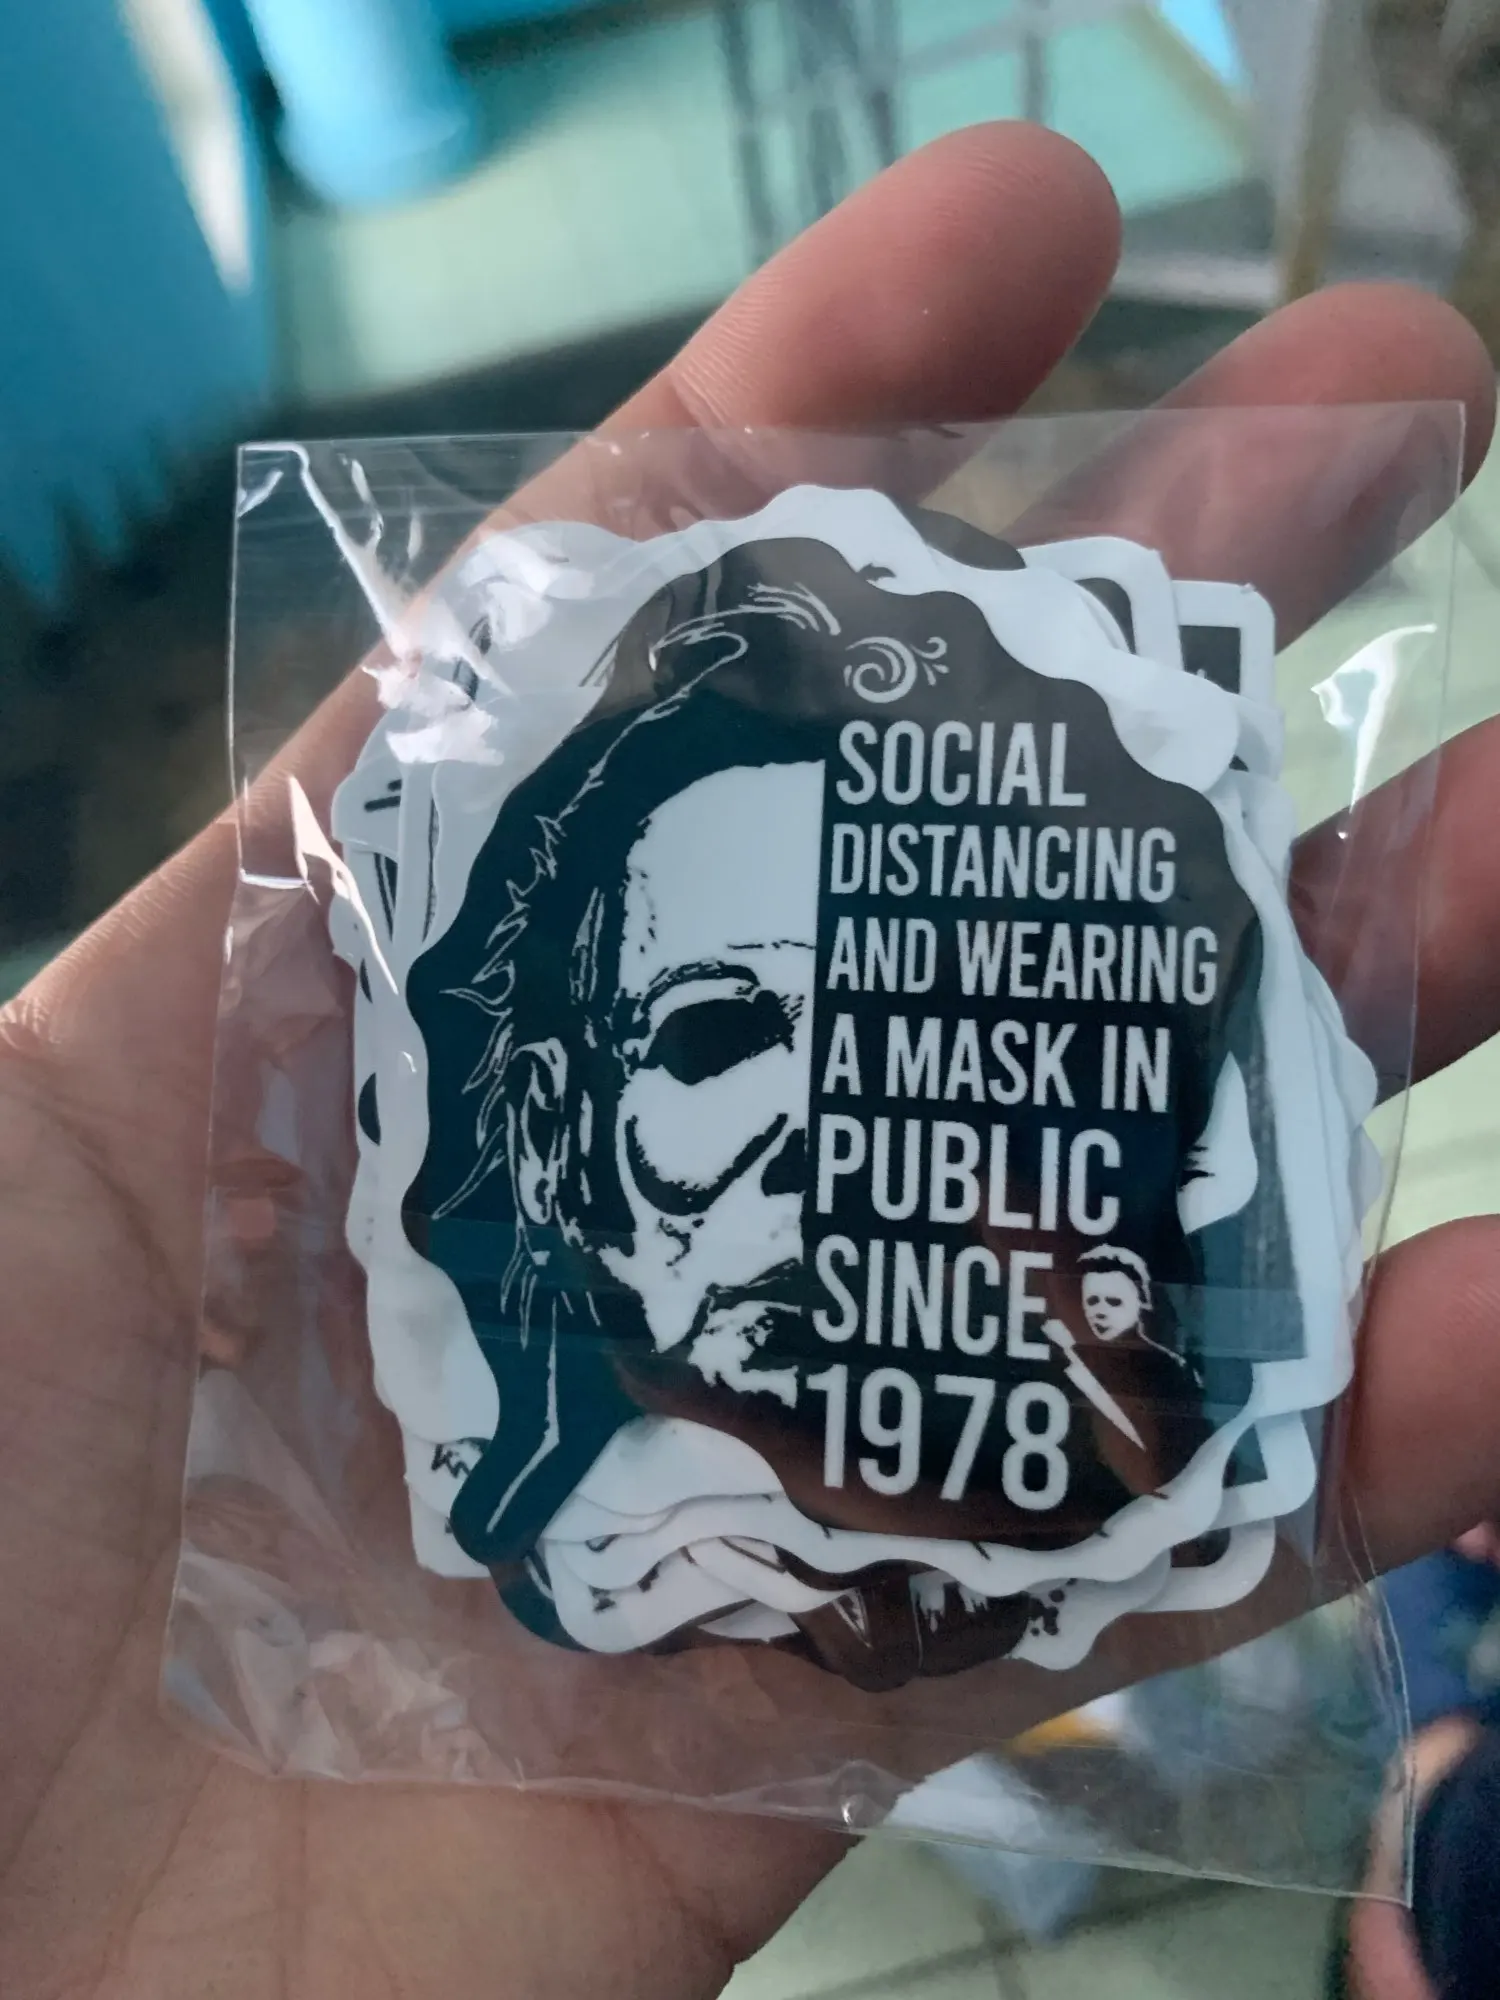 SOCIAL
DISTANCING
AND WEARING
A MASK IN
PUBLIC
SINCE
1978